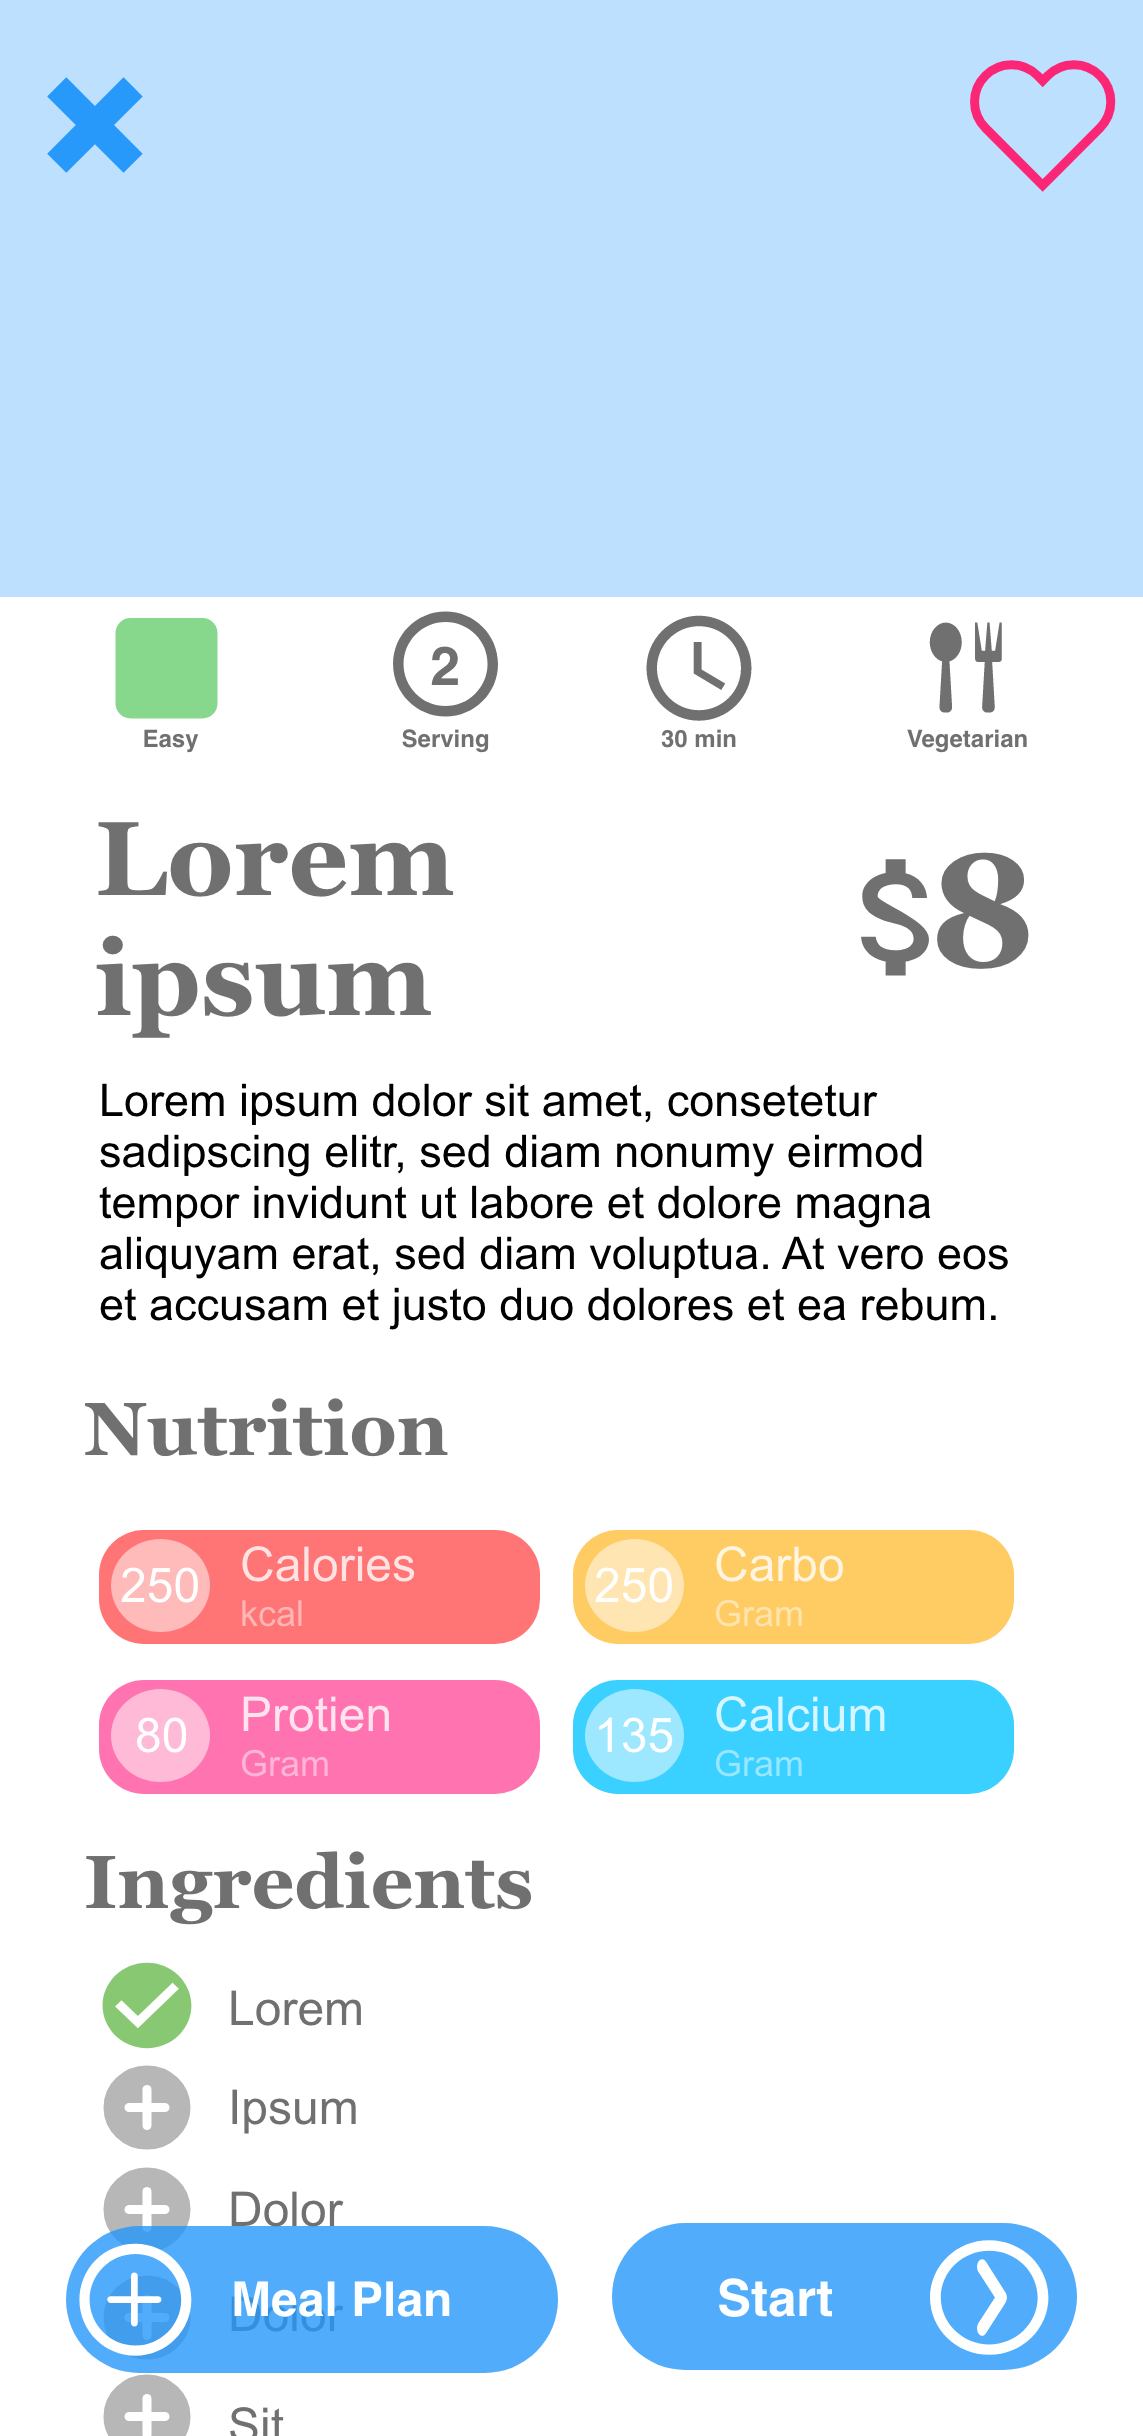 2
Easy
Serving
30 min
Vegetarian
Lorem
ipsum
$8
Lorem ipsum dolor sit amet, consetetur
sadipscing elitr, sed diam nonumy eirmod
tempor invidunt ut labore et dolore magna
aliquyam erat, sed diam voluptua. At vero eos
et accusam et justo duo dolores et ea rebum.
Nutrition
250
Calories
kcal
250
Carbo
Gram
80
Protien
Gram
135
Calcium
Gram
Ingredients
Lorem
Ipsum
Dolor
Dolor
Meal Plan
Start
Sit